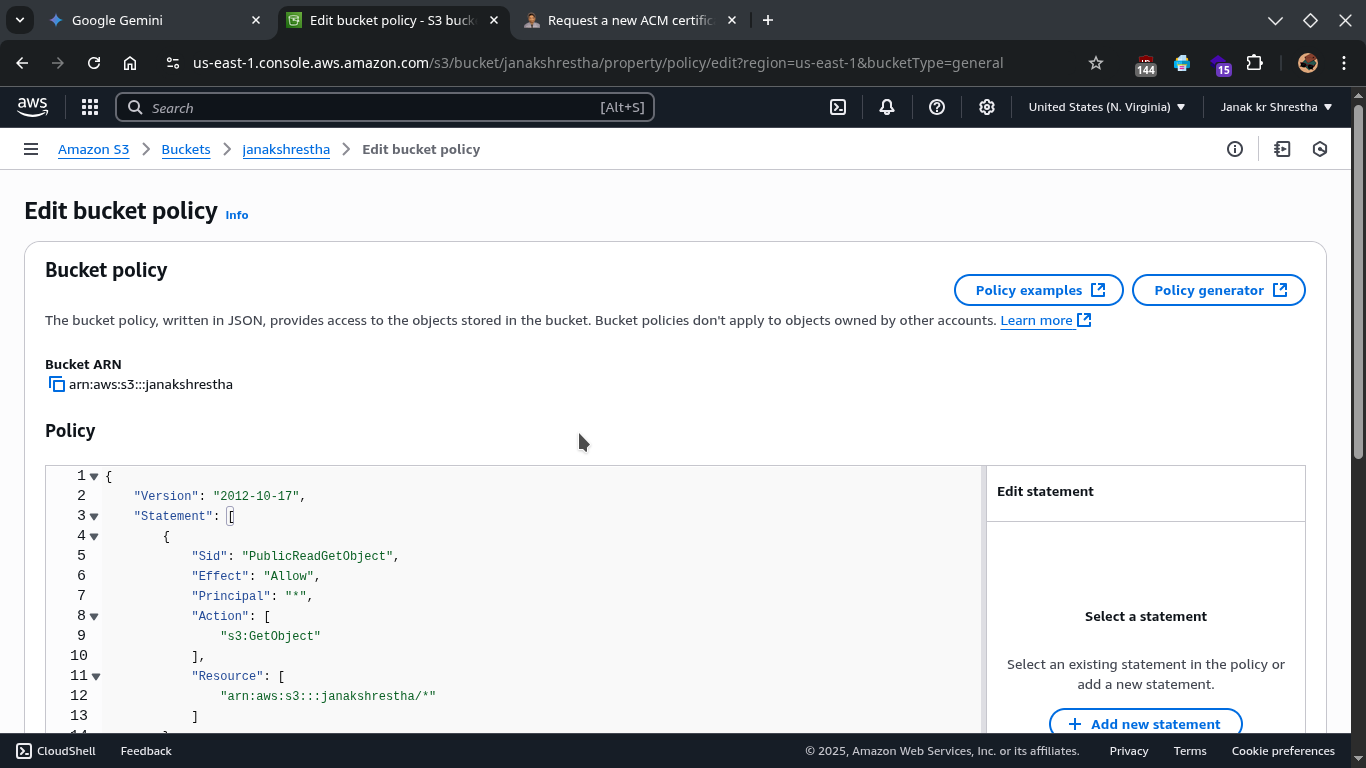 Google Gemini
Edit bucket policy - S3 buck
Request a new ACM certific
us-east-1.console.aws.amazon.com/s3/bucket/janakshrestha/property/policy/edit?region=us-east-1&bucketType=general
144
15
aws
Search
[Alt+S]
United States (N. Virginia)
Janak kr Shrestha
Amazon S3
Buckets
janakshrestha
Edit bucket policy
Edit bucket policy
Info
Bucket policy
Policy examples
Policy generator
The bucket policy, written in JSON, provides access to the objects stored in the bucket. Bucket policies don't apply to objects owned by other accounts. Learn more
Bucket ARN
arn:aws:s3:::janakshrestha
Policy
1 {
2 "Version": "2012-10-17",
3 "Statement": [
4 {
5 "Sid": "PublicReadGetObject",
6 "Effect": "Allow",
7 "Principal": "*",
8 "Action": [
9 "s3:GetObject"
10 ],
11 "Resource": [
12 "arn:aws:s3:::janakshrestha/*"
13 ]
Edit statement
Select a statement
Select an existing statement in the policy or
add a new statement.
Add new statement
CloudShell
Feedback
© 2025, Amazon Web Services, Inc. or its affiliates.
Privacy
Terms
Cookie preferences